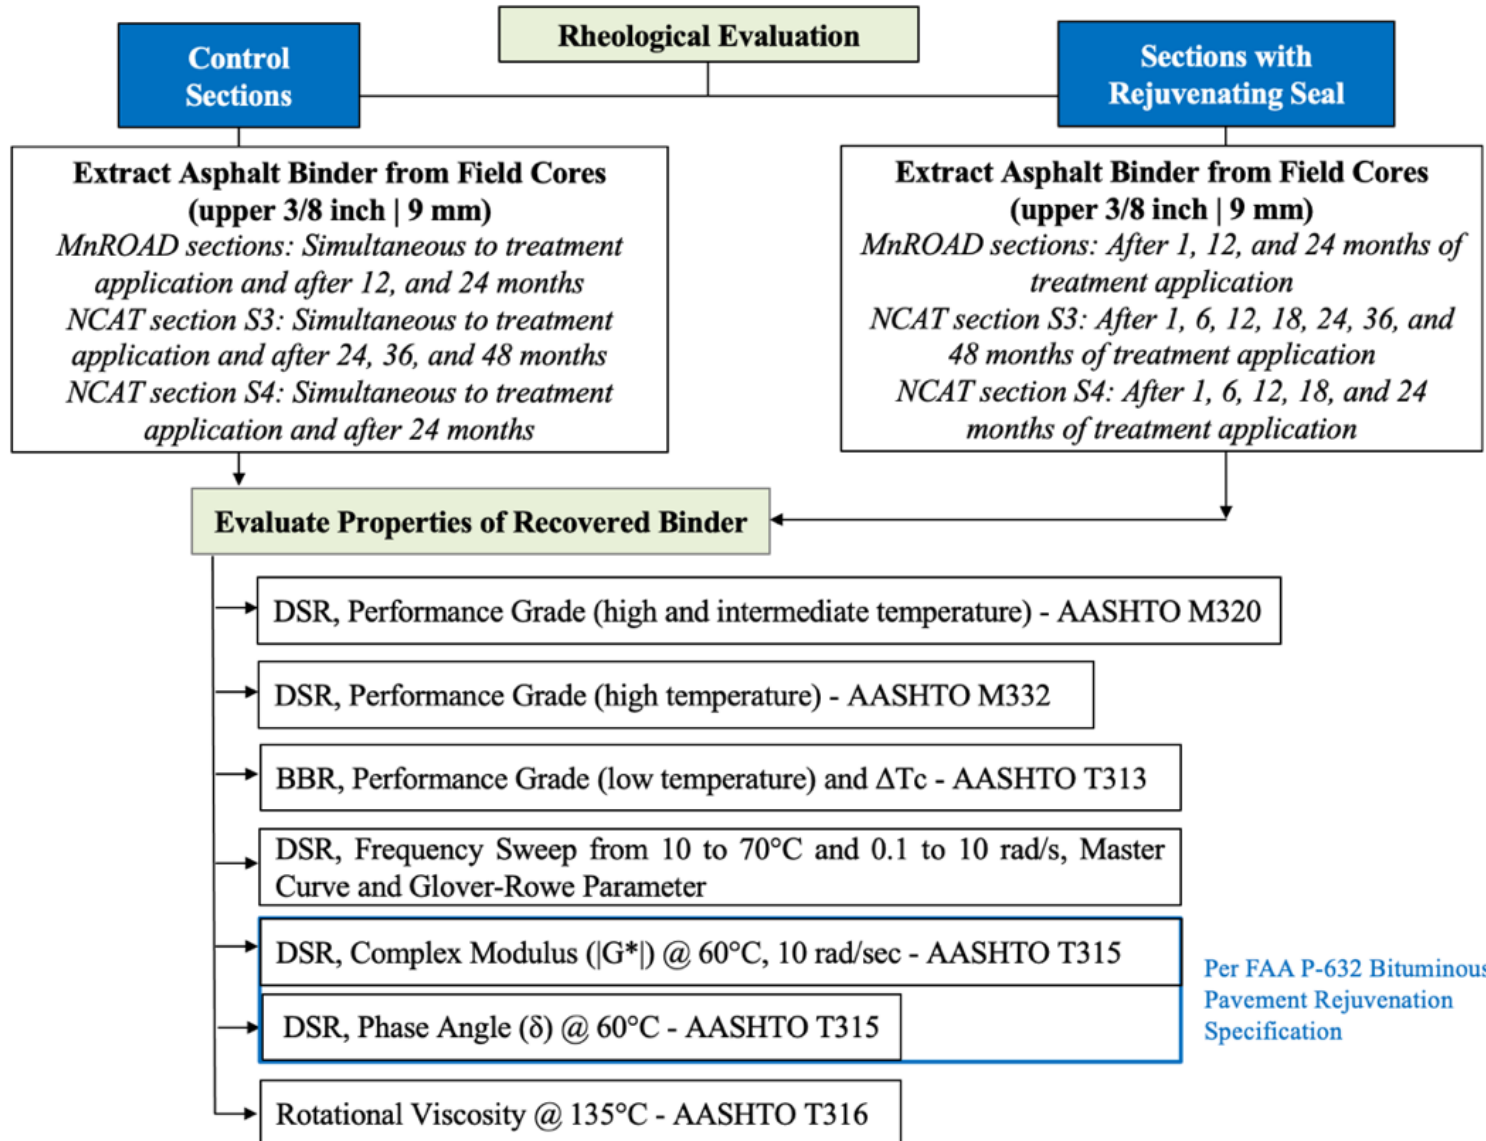 Rheological Evaluation
Control
Sections
Sections with
Rejuvenating Seal
Extract Asphalt Binder from Field Cores
(upper 3/8 inch | 9 mm)
MnROAD sections: Simultaneous to treatment
application and after 12, and 24 months
NCAT section S3: Simultaneous to treatment
application and after 24, 36, and 48 months
NCAT section S4: Simultaneous to treatment
application and after 24 months
Extract Asphalt Binder from Field Cores
(upper 3/8 inch | 9 mm)
MnROAD sections: After 1, 12, and 24 months of
treatment application
NCAT section S3: After 1, 6, 12, 18, 24, 36, and
48 months of treatment application
NCAT section S4: After 1, 6, 12, 18, and 24
months of treatment application
Evaluate Properties of Recovered Binder
DSR, Performance Grade (high and intermediate temperature) - AASHTO M320
DSR, Performance Grade (high temperature) - AASHTO M332
BBR, Performance Grade (low temperature) and ΔTc - AASHTO T313
DSR, Frequency Sweep from 10 to 70°C and 0.1 to 10 rad/s, Master
Curve and Glover-Rowe Parameter
DSR, Complex Modulus (|G*|) @ 60°C, 10 rad/sec - AASHTO T315
DSR, Phase Angle (δ) @ 60°C - AASHTO T315
Per FAA P-632 Bituminous
Pavement Rejuvenation
Specification
Rotational Viscosity @ 135°C - AASHTO T316